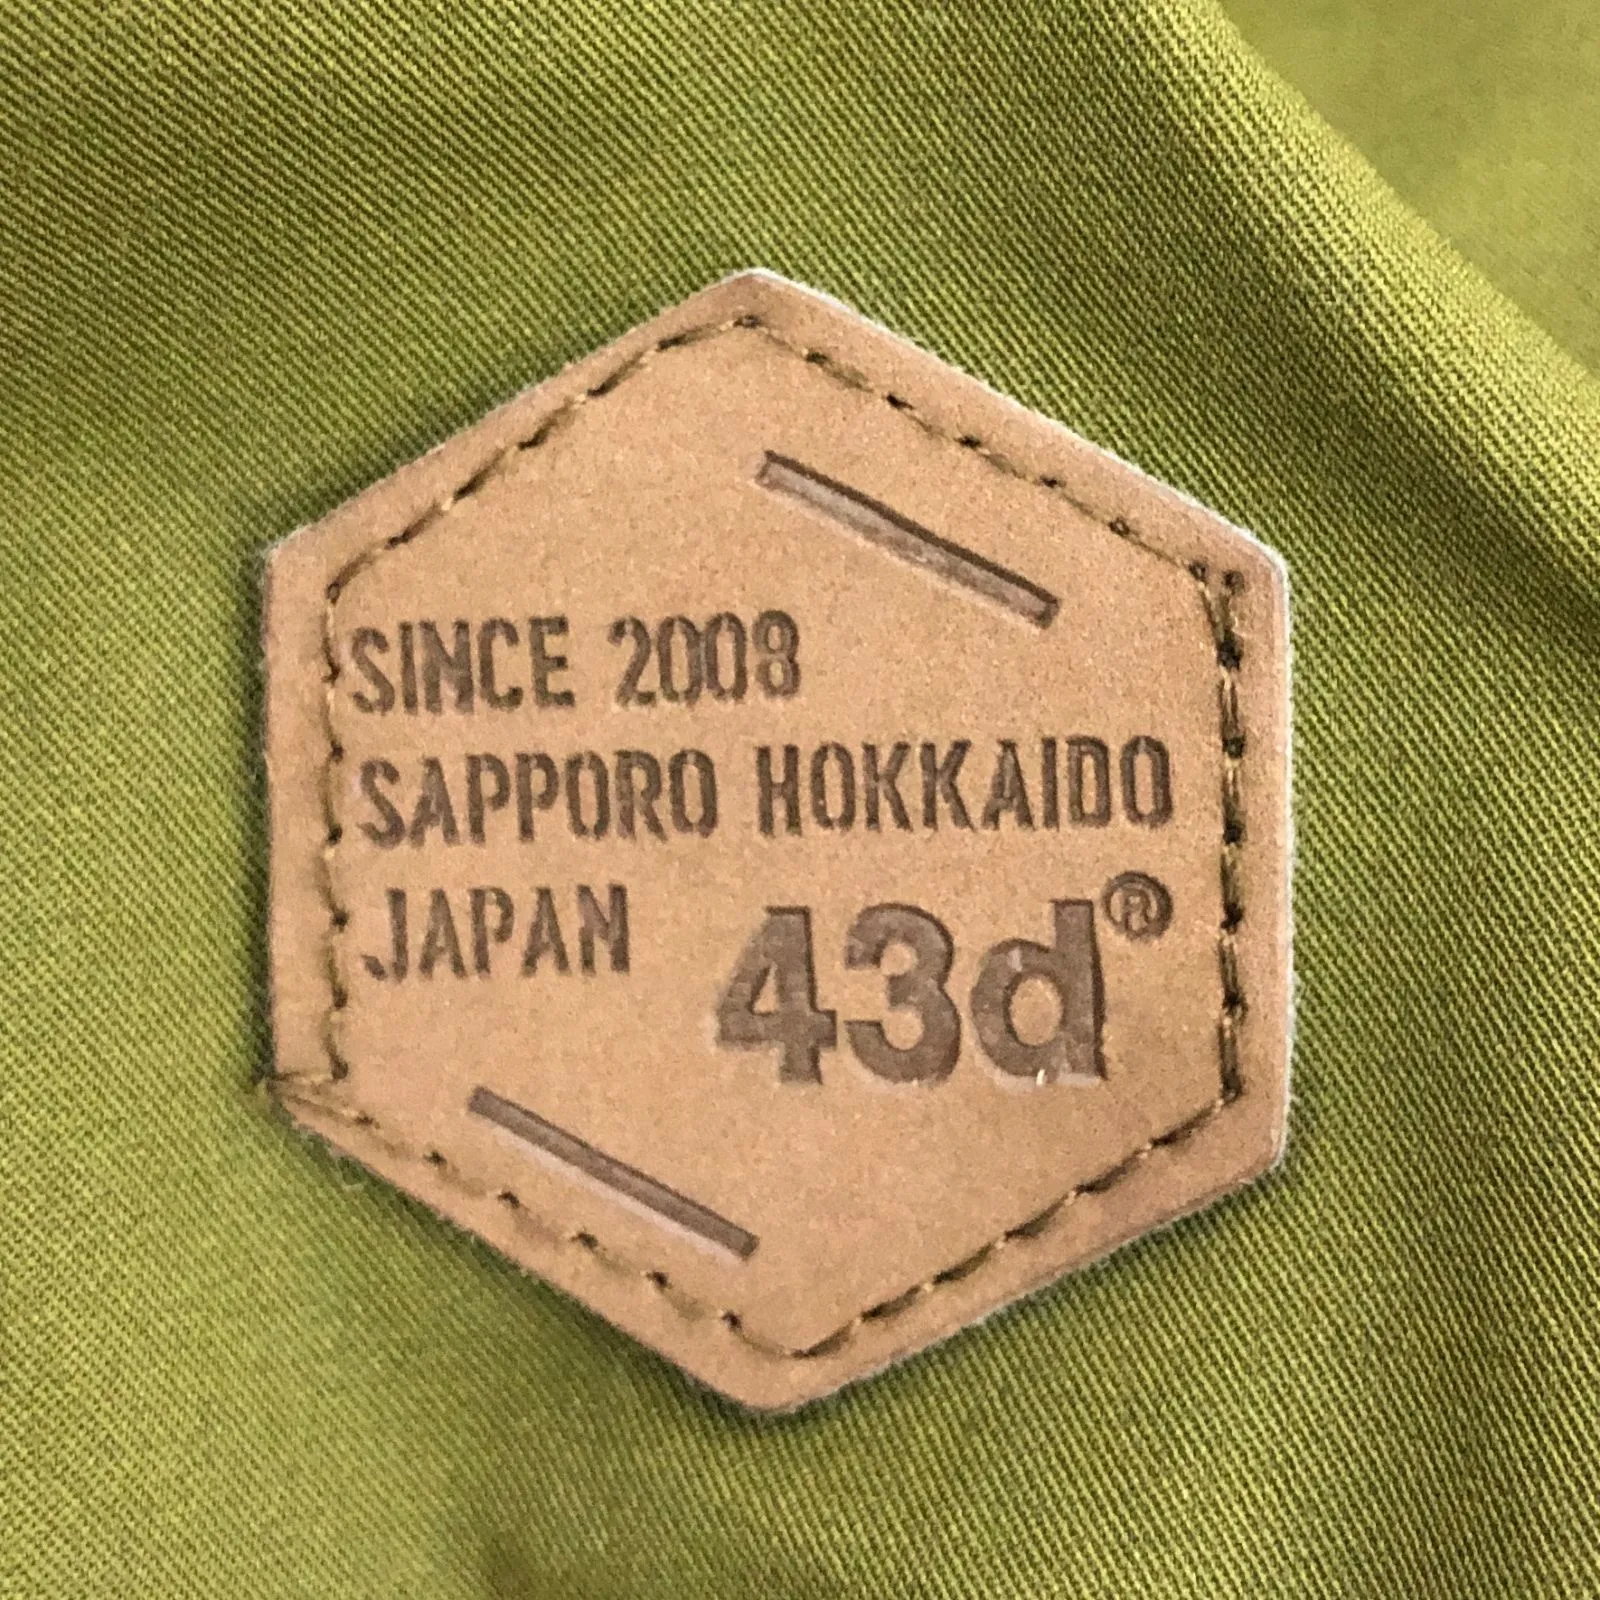 SINCE 2008
SAPPORO HOKKAIDO
JAPAN 43d®